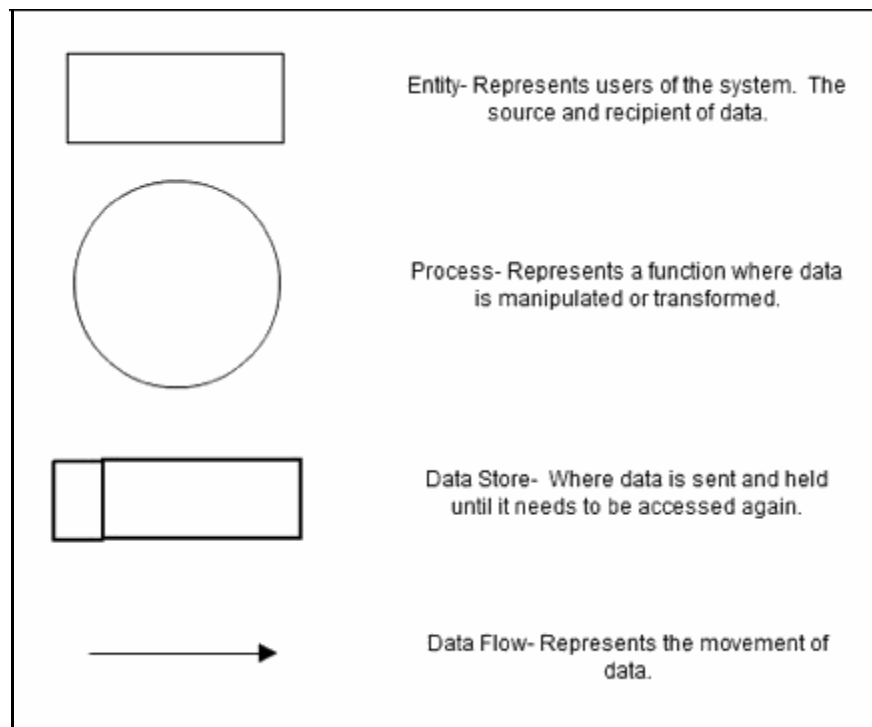 Entity- Represents users of the system.  The
source and recipient of data.
Process- Represents a function where data
is manipulated or transformed.
Data Store-  Where data is sent and held
until it needs to be accessed again.
Data Flow- Represents the movement of
data.